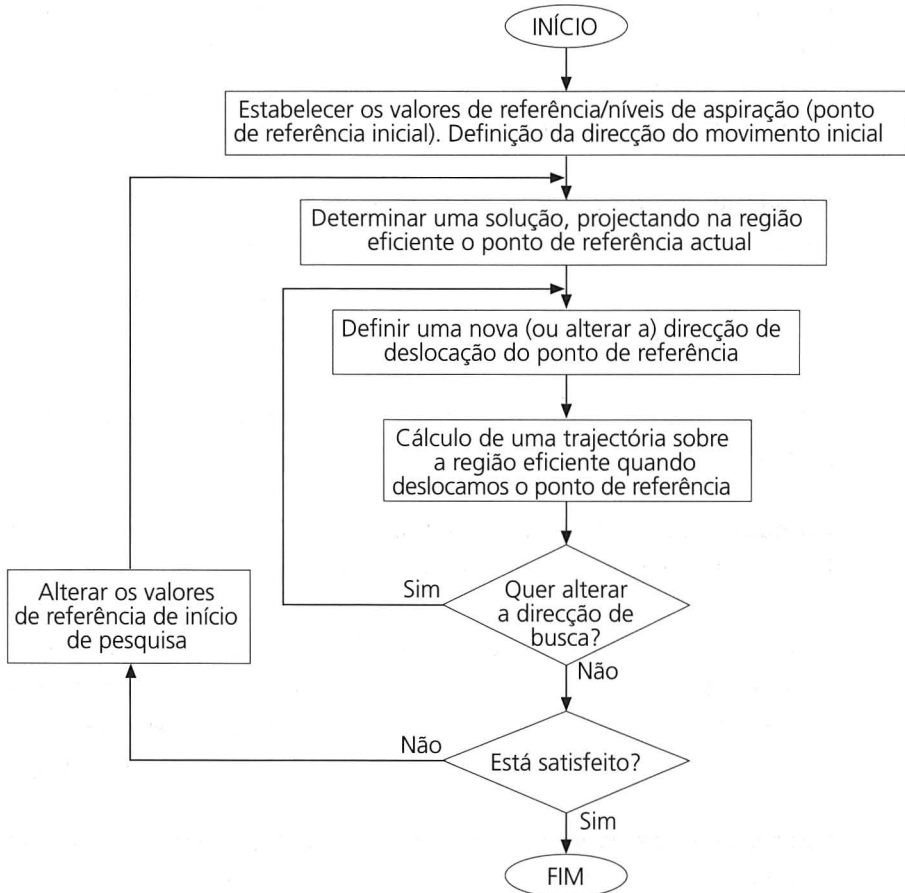 INÍCIO
Estabelecer os valores de referência/níveis de aspiração (ponto
de referência inicial). Definição da direcção do movimento inicial
Determinar uma solução, projectando na região
eficiente o ponto de referência actual
Definir uma nova (ou alterar a) direcção de
deslocação do ponto de referência
Cálculo de uma trajectória sobre
a região eficiente quando
deslocamos o ponto de referência
Sim
Quer alterar
a direcção de
busca?
Não
Alterar os valores
de referência de início
de pesquisa
Não
Está satisfeito?
Sim
FIM